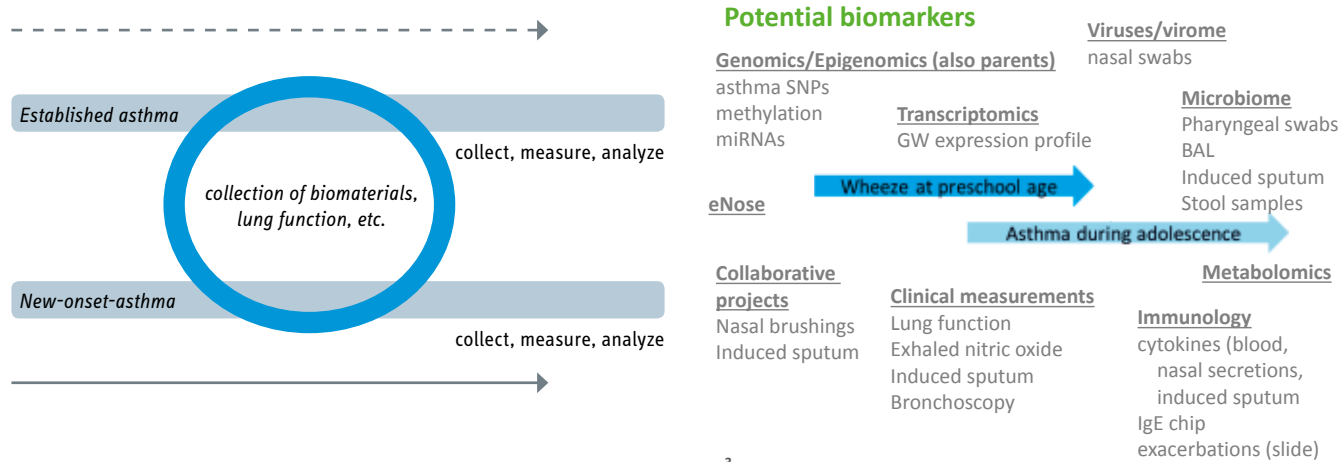 Established asthma
collect, measure, analyze
collection of biomaterials,
lung function, etc.
New-onset-asthma
collect, measure, analyze
Potential biomarkers
Viruses/virome
nasal swabs
Genomics/Epigenomics (also parents)
asthma SNPs
methylation
miRNAs
Transcriptomics
GW expression profile
Microbiome
Pharyngeal swabs
BAL
Induced sputum
Stool samples
Wheeze at preschool age
eNose
Asthma during adolescence
Collaborative
projects
Nasal brushings
Induced sputum
Clinical measurements
Lung function
Exhaled nitric oxide
Induced sputum
Bronchoscopy
Metabolomics
Immunology
cytokines (blood,
nasal secretions,
induced sputum
IgE chip
exacerbations (slide)